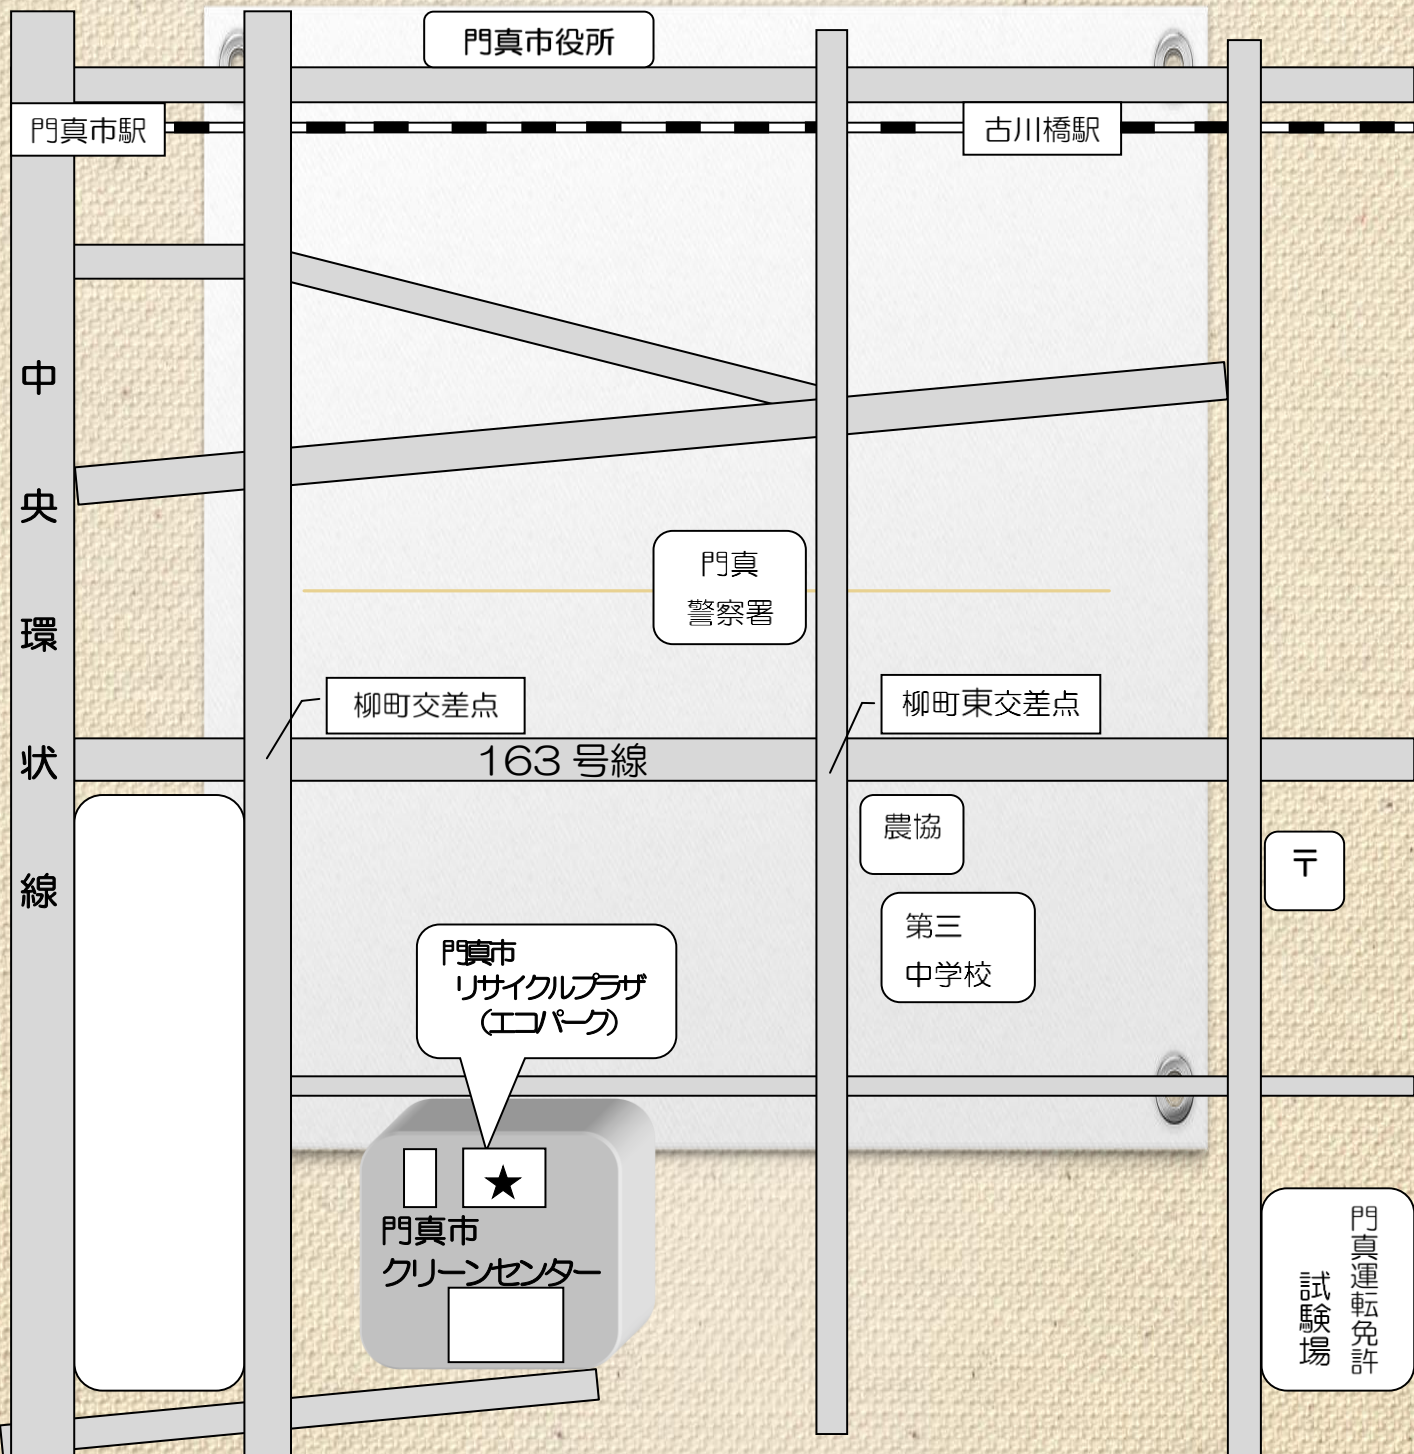 門真市役所
門真市駅
古川橋駅
中央環状線
門真
警察署
柳町交差点
柳町東交差点
163号線
農協
〒
第三
中学校
門真市
リサイクルプラザ
(エコパーク)
★
門真市
クリーンセンター
門真運転免許
試験場